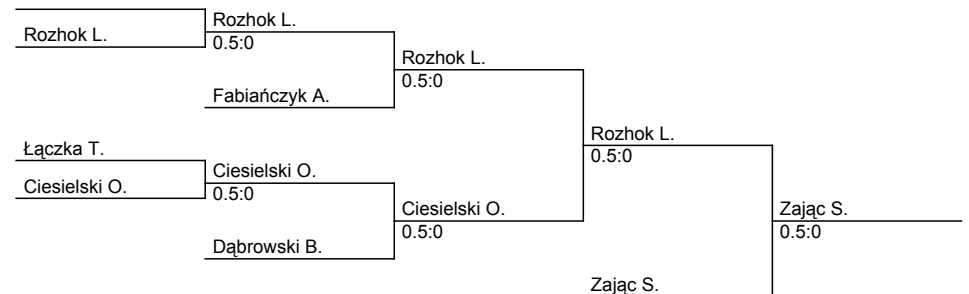 Rozhok L.
Rozhok L.
0.5:0
Rozhok L.
0.5:0
Fabiańczyk A.
Rozhok L.
0.5:0
Łączka T.
Ciesielski O.
Ciesielski O.
0.5:0
Ciesielski O.
0.5:0
Zając S.
0.5:0
Dąbrowski B.
Zając S.